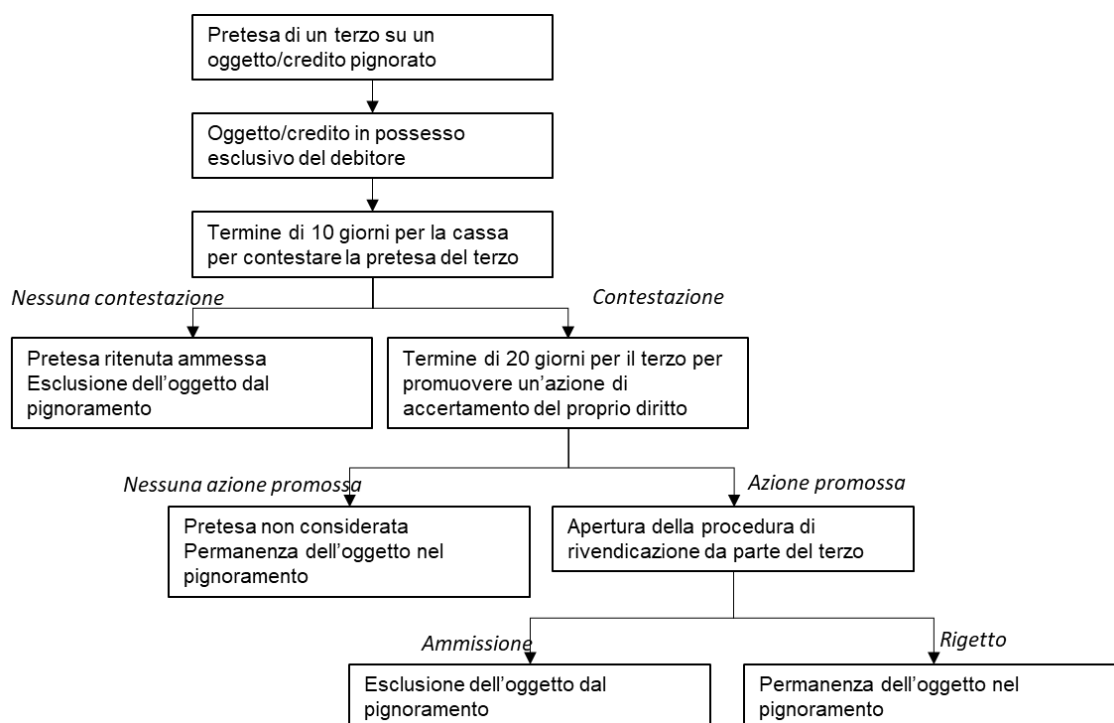 Pretesa di un terzo su un
oggetto/credito pignorato
Oggetto/credito in possesso
esclusivo del debitore
Termine di 10 giorni per la cassa
per contestare la pretesa del terzo
Nessuna contestazione
Contestazione
Pretesa ritenuta ammessa
Esclusione dell'oggetto dal
pignoramento
Termine di 20 giorni per il terzo per
promuovere un'azione di
accertamento del proprio diritto
Nessuna azione promossa
Azione promossa
Pretesa non considerata
Permanenza dell'oggetto nel
pignoramento
Apertura della procedura di
rivendicazione da parte del terzo
Ammissione
Rigetto
Esclusione dell'oggetto dal
pignoramento
Permanenza dell'oggetto nel
pignoramento